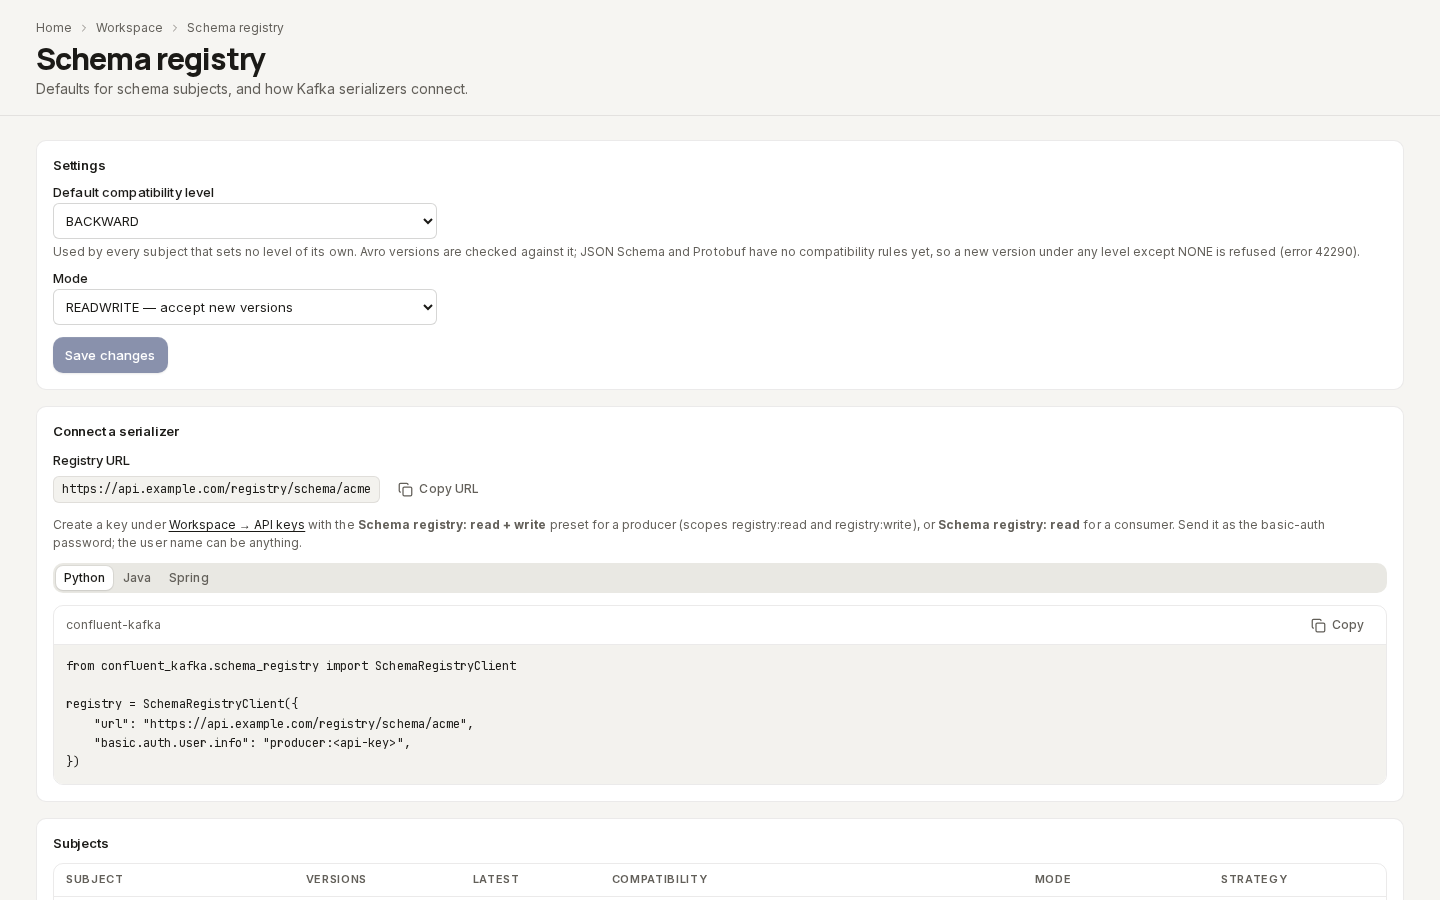 Home > Workspace > Schema registry
Schema registry
Defaults for schema subjects, and how Kafka serializers connect.
Settings
Default compatibility level
BACKWARD
Used by every subject that sets no level of its own. Avro versions are checked against it; JSON Schema and Protobuf have no compatibility rules yet, so a new version under any level except NONE is refused (error 42290).
Mode
READWRITE — accept new versions
Save changes
Connect a serializer
Registry URL
https://api.example.com/registry/schema/acme Copy URL
Create a key under Workspace → API keys with the Schema registry: read + write preset for a producer (scopes registry:read and registry:write), or Schema registry: read for a consumer. Send it as the basic-auth
password; the user name can be anything.
Python Java Spring
confluent-kafka Copy
from confluent_kafka.schema_registry import SchemaRegistryClient
registry = SchemaRegistryClient({
    "url": "https://api.example.com/registry/schema/acme",
    "basic.auth.user.info": "producer:<api-key>",
})
Subjects
SUBJECT VERSIONS LATEST COMPATIBILITY MODE STRATEGY